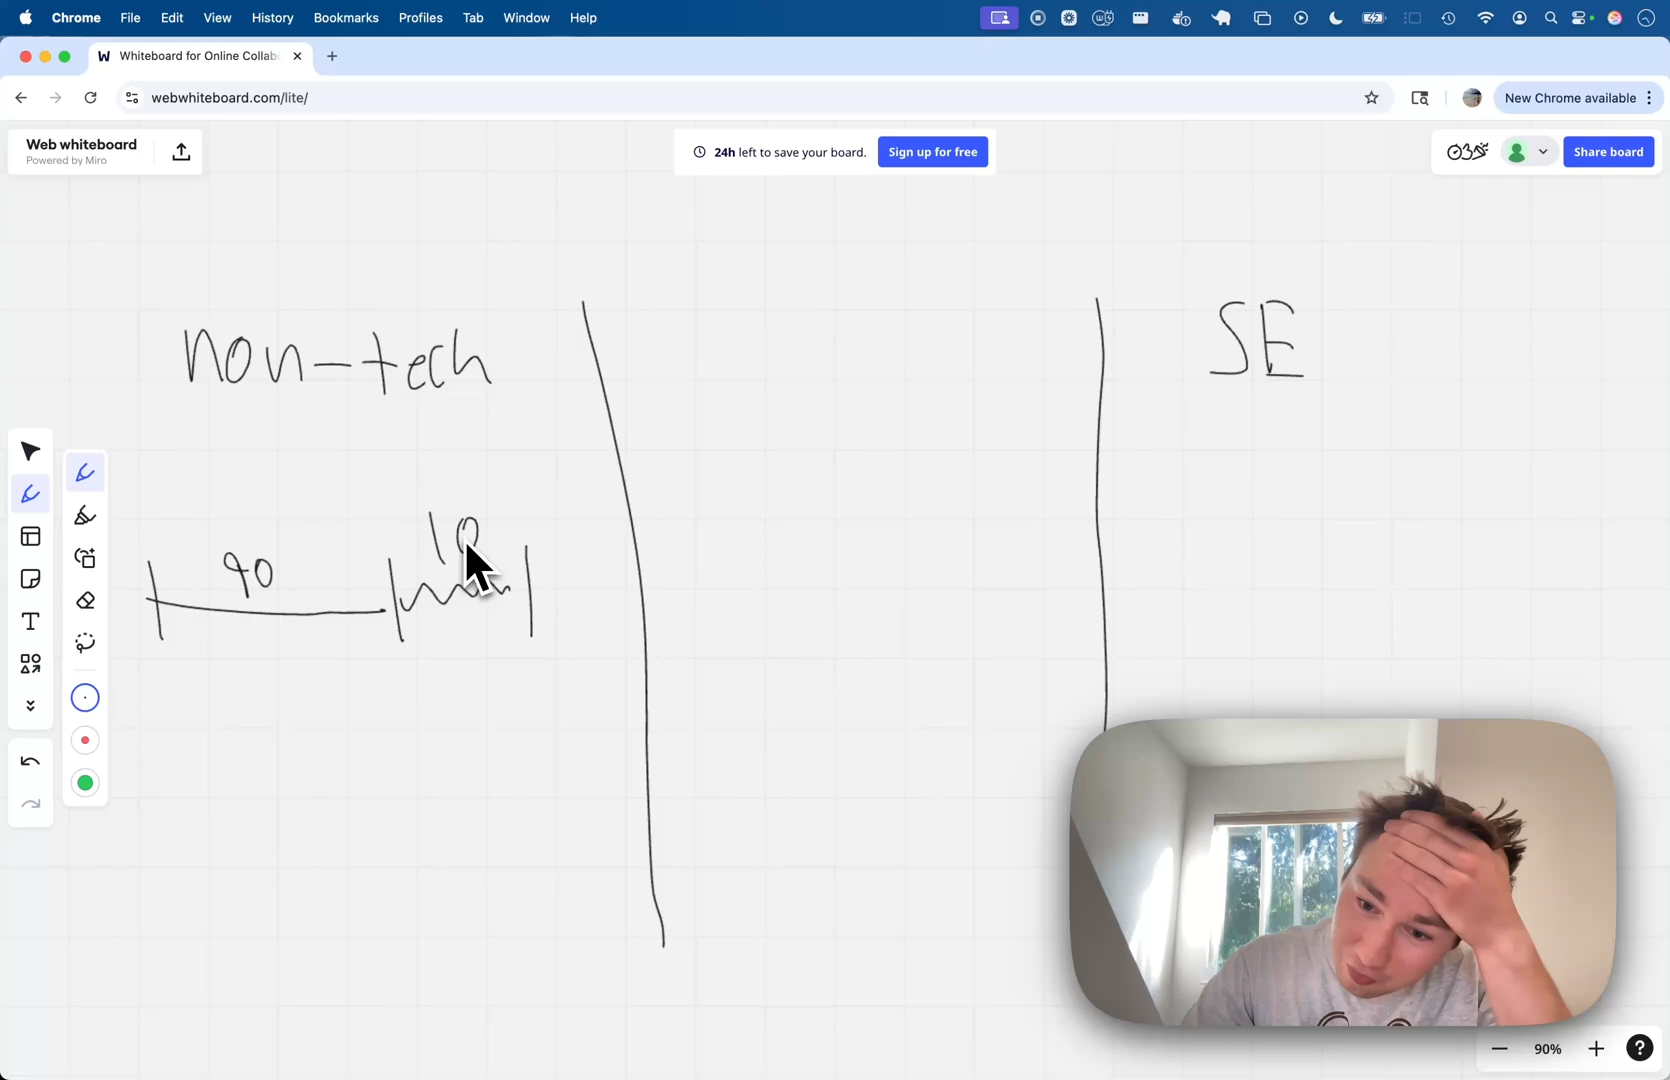 Chrome File Edit View History Bookmarks Profiles Tab Window Help
Whiteboard for Online Collab
webwhiteboard.com/lite/
New Chrome available
Web whiteboard
Powered by Miro
24h left to save your board.
Sign up for free
Share board
non-tech
SE
90
10
90%